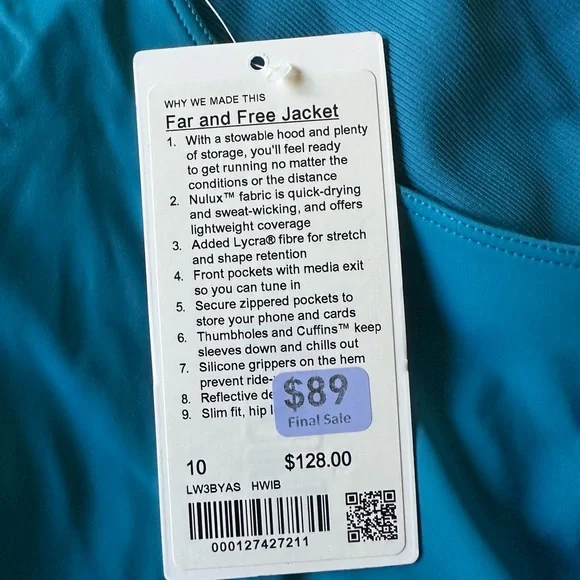 WHY WE MADE THIS
Far and Free Jacket
1. With a stowable hood and plenty
of storage, you'll feel ready
to get running no matter the
conditions or the distance
2. Nulux™ fabric is quick-drying
and sweat-wicking, and offers
lightweight coverage
3. Added Lycra® fibre for stretch
and shape retention
4. Front pockets with media exit
so you can tune in
5. Secure zippered pockets to
store your phone and cards
6. Thumbholes and Cuffins™ keep
sleeves down and chills out
7. Silicone grippers on the hem
prevent ride-
8. Reflective de
9. Slim fit, hip l
$89
Final Sale
10 $128.00
LW3BYAS HWIB
000127427211